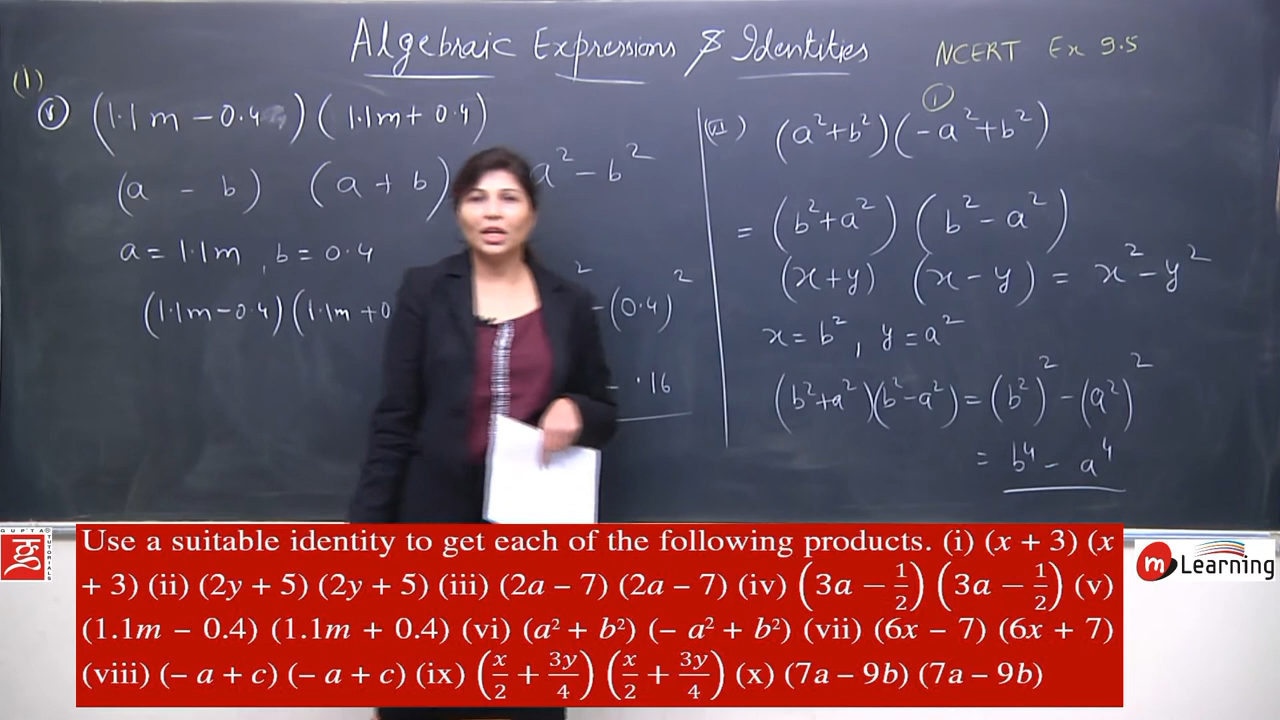 Algebraic Expressions & Identities
NCERT Ex 9.5
(1)
(v) (1.1m - 0.4 ) ( 1.1m + 0.4)
(a - b) (a + b) a² - b²
a = 1.1m , b = 0.4
(1.1m - 0.4) (1.1m + 0
² - (0.4)²
- .16
(i)
(vi) (a² + b²) (- a² + b²)
= (b² + a²) (b² - a²)
(x + y) (x - y) = x² - y²
x = b² , y = a²
(b² + a²)(b² - a²) = (b²)² - (a²)²
= b⁴ - a⁴
GUPTA TUTORIALS
Use a suitable identity to get each of the following products. (i) (x + 3) (x
+ 3) (ii) (2y + 5) (2y + 5) (iii) (2a – 7) (2a – 7) (iv) (3a − 1/2) (3a − 1/2) (v)
(1.1m – 0.4) (1.1m + 0.4) (vi) (a² + b²) (– a² + b²) (vii) (6x – 7) (6x + 7)
(viii) (– a + c) (– a + c) (ix) (x/2 + 3y/4) (x/2 + 3y/4) (x) (7a – 9b) (7a – 9b)
m Learning